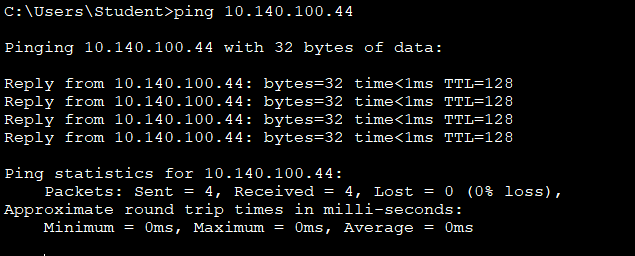 C:\Users\Student>ping 10.140.100.44
Pinging 10.140.100.44 with 32 bytes of data:
Reply from 10.140.100.44: bytes=32 time<1ms TTL=128
Reply from 10.140.100.44: bytes=32 time<1ms TTL=128
Reply from 10.140.100.44: bytes=32 time<1ms TTL=128
Reply from 10.140.100.44: bytes=32 time<1ms TTL=128
Ping statistics for 10.140.100.44:
    Packets: Sent = 4, Received = 4, Lost = 0 (0% loss),
Approximate round trip times in milli-seconds:
    Minimum = 0ms, Maximum = 0ms, Average = 0ms